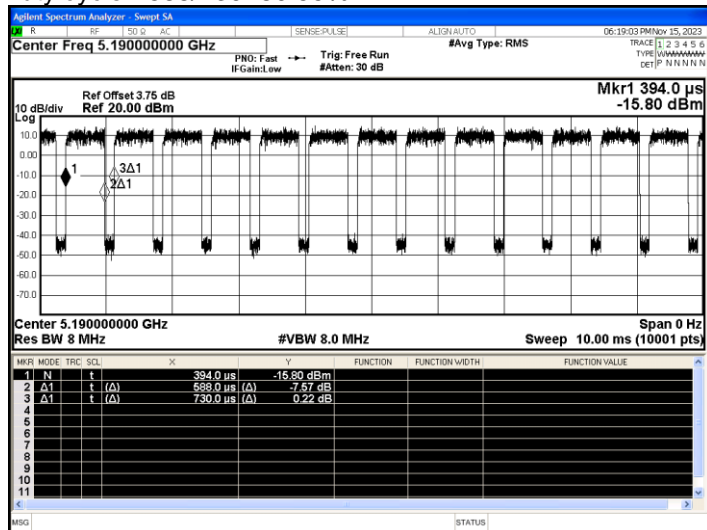 Agilent Spectrum Analyzer - Swept SA
R RF 50 Ω AC SENSE:PULSE ALIGNAUTO 06:19:03 PM Nov 15, 2023
Center Freq 5.190000000 GHz #Avg Type: RMS TRACE 1 2 3 4 5 6
PNO: Fast Trig: Free Run TYPE
IFGain:Low #Atten: 30 dB DET P N N N N N
Mkr1 394.0 µs
Ref Offset 3.75 dB
10 dB/div Ref 20.00 dBm -15.80 dBm
Log
10.0
0.00
-10.0
-20.0
-30.0
-40.0
-50.0
-60.0
-70.0
1 3Δ1
2Δ1
Center 5.190000000 GHz Span 0 Hz
Res BW 8 MHz #VBW 8.0 MHz Sweep 10.00 ms (10001 pts)
MKR MODE TRC SCL X Y FUNCTION FUNCTION WIDTH FUNCTION VALUE
1 N t 394.0 µs -15.80 dBm
2 Δ1 t (Δ) 588.0 µs (Δ) -7.57 dB
3 Δ1 t (Δ) 730.0 µs (Δ) 0.22 dB
4
5
6
7
8
9
10
11
MSG STATUS